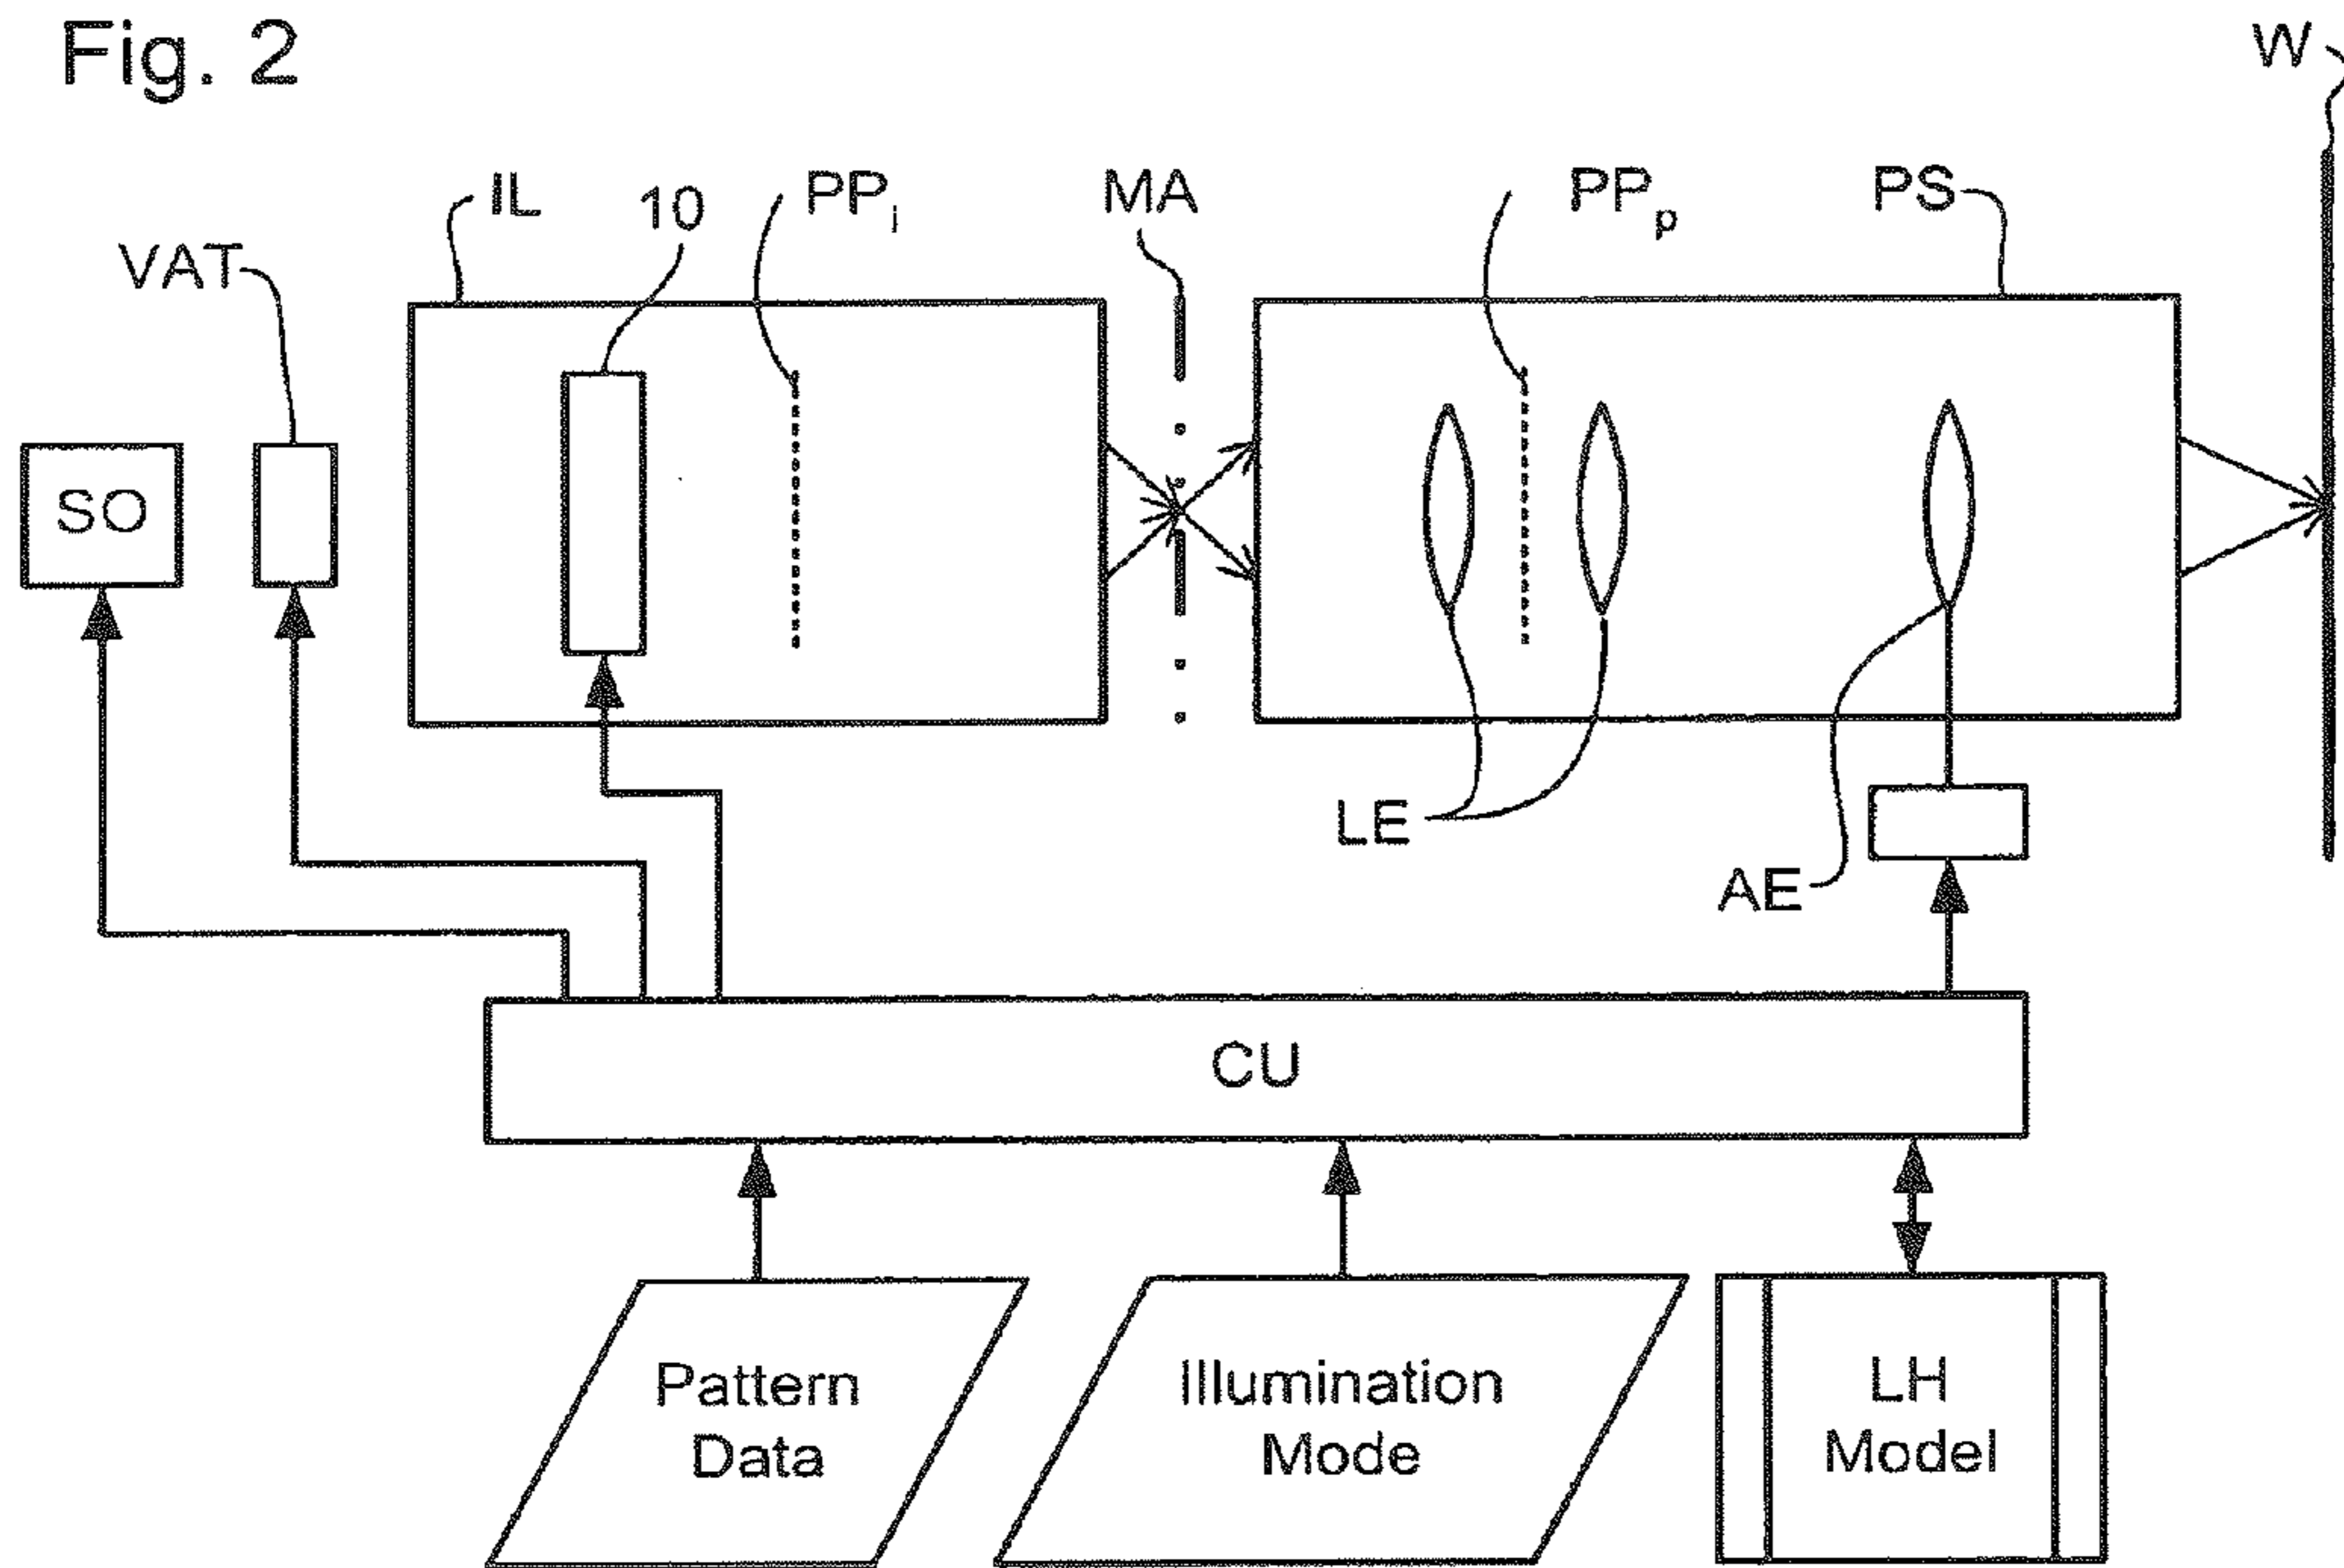 Fig. 2
W
IL
10
PPi
MA
PPp
PS
VAT
SO
LE
AE
CU
Pattern
Data
Illumination
Mode
LH
Model